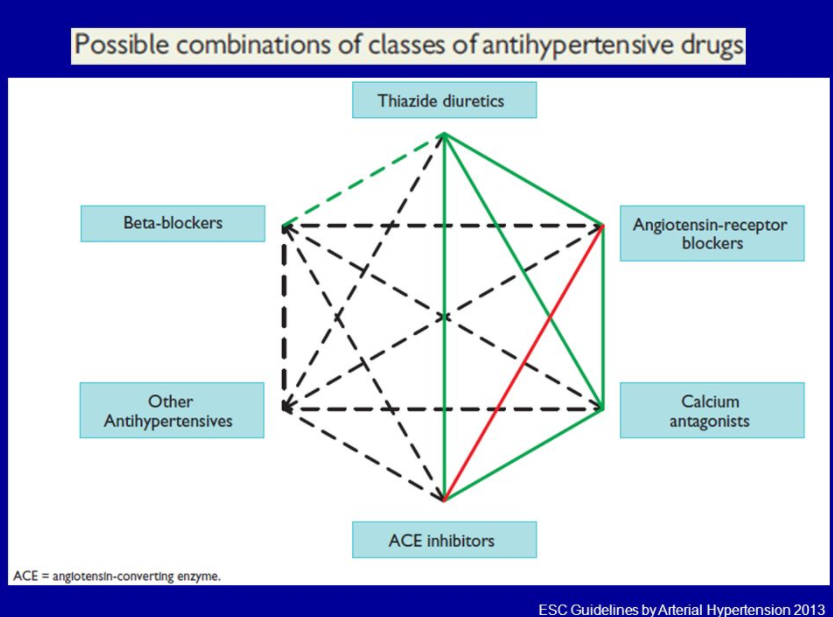 Possible combinations of classes of antihypertensive drugs
Thiazide diuretics
Beta-blockers
Angiotensin-receptor
blockers
Other
Antihypertensives
Calcium
antagonists
ACE inhibitors
ACE = angiotensin-converting enzyme.
ESC Guidelines by Arterial Hypertension 2013